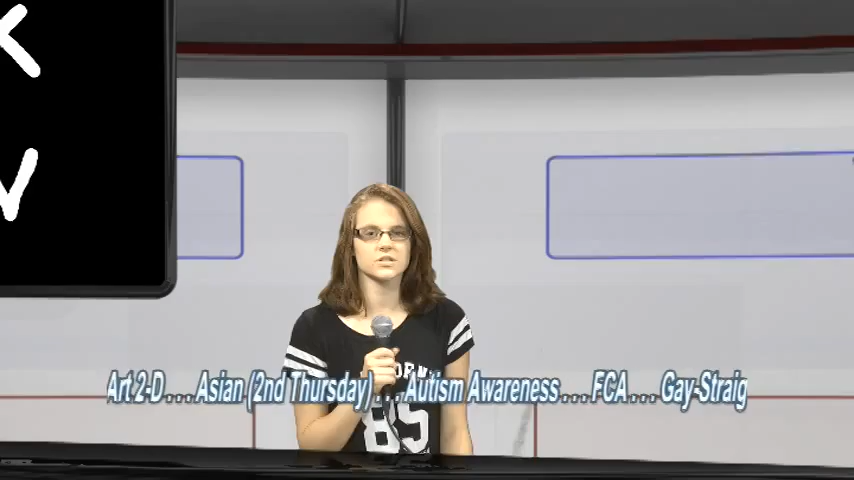 Art 2-D . . . Asian (2nd Thursday) . . . Autism Awareness . . . FCA . . . Gay-Straig
85